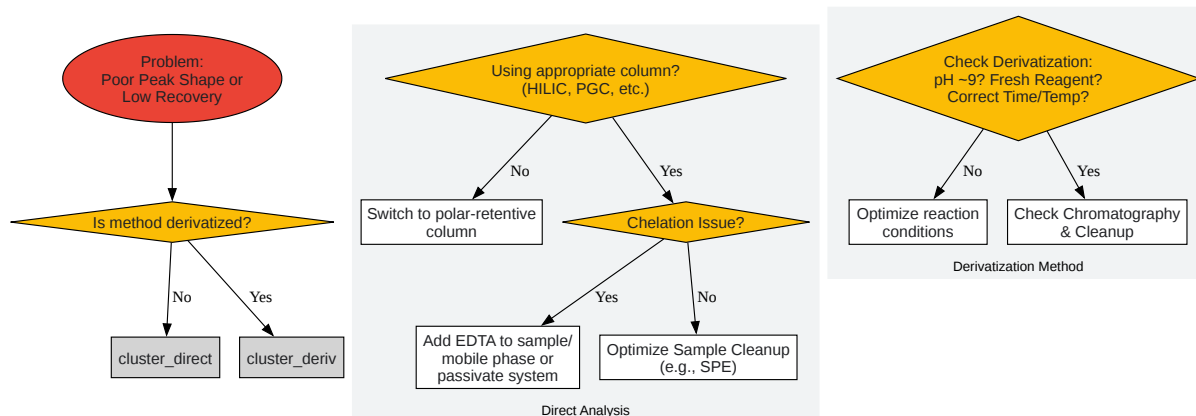 Problem:
Poor Peak Shape or
Low Recovery
Is method derivatized?
No
Yes
cluster_direct
cluster_deriv
Using appropriate column?
(HILIC, PGC, etc.)
No
Yes
Switch to polar-retentive
column
Chelation Issue?
Yes
No
Add EDTA to sample/
mobile phase or
passivate system
Optimize Sample Cleanup
(e.g., SPE)
Direct Analysis
Check Derivatization:
pH ~9? Fresh Reagent?
Correct Time/Temp?
No
Yes
Optimize reaction
conditions
Check Chromatography
& Cleanup
Derivatization Method